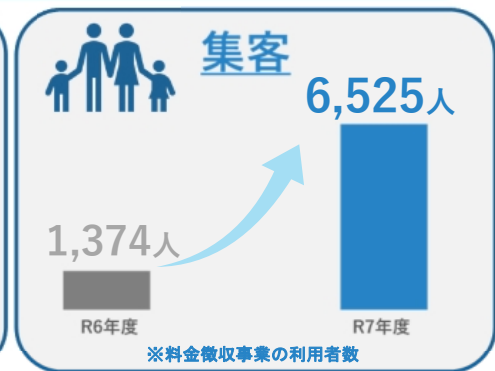 集客
6,525人
1,374人
R6年度
R7年度
※料金徴収事業の利用者数